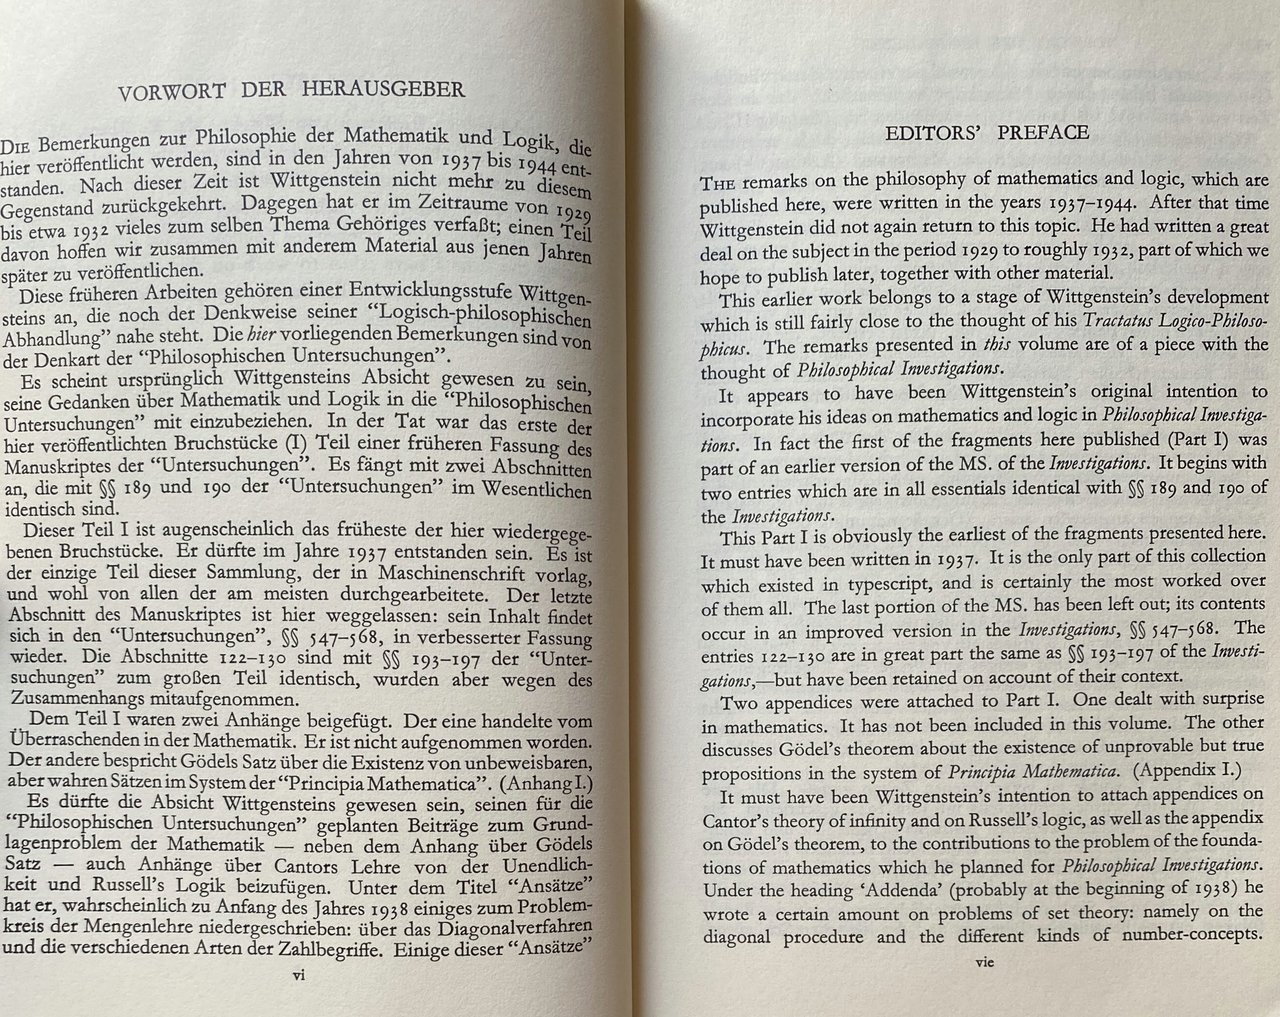 VORWORT DER HERAUSGEBER
DIE Bemerkungen zur Philosophie der Mathematik und Logik, die
hier veröffentlicht werden, sind in den Jahren von 1937 bis 1944 ent-
standen. Nach dieser Zeit ist Wittgenstein nicht mehr zu diesem
Gegenstand zurückgekehrt. Dagegen hat er im Zeitraume von 1929
bis etwa 1932 vieles zum selben Thema Gehöriges verfaßt; einen Teil
davon hoffen wir zusammen mit anderem Material aus jenen Jahren
später zu veröffentlichen.
Diese früheren Arbeiten gehören einer Entwicklungsstufe Wittgen-
steins an, die noch der Denkweise seiner “Logisch-philosophischen
Abhandlung” nahe steht. Die hier vorliegenden Bemerkungen sind von
der Denkart der “Philosophischen Untersuchungen”.
Es scheint ursprünglich Wittgensteins Absicht gewesen zu sein,
seine Gedanken über Mathematik und Logik in die “Philosophischen
Untersuchungen” mit einzubeziehen. In der Tat war das erste der
hier veröffentlichten Bruchstücke (I) Teil einer früheren Fassung des
Manuskriptes der “Untersuchungen”. Es fängt mit zwei Abschnitten
an, die mit §§ 189 und 190 der “Untersuchungen” im Wesentlichen
identisch sind.
Dieser Teil I ist augenscheinlich das früheste der hier wiedergege-
benen Bruchstücke. Er dürfte im Jahre 1937 entstanden sein. Es ist
der einzige Teil dieser Sammlung, der in Maschinenschrift vorlag,
und wohl von allen der am meisten durchgearbeitete. Der letzte
Abschnitt des Manuskriptes ist hier weggelassen: sein Inhalt findet
sich in den “Untersuchungen”, §§ 547–568, in verbesserter Fassung
wieder. Die Abschnitte 122–130 sind mit §§ 193–197 der “Unter-
suchungen” zum großen Teil identisch, wurden aber wegen des
Zusammenhangs mitaufgenommen.
Dem Teil I waren zwei Anhänge beigefügt. Der eine handelte vom
Überraschenden in der Mathematik. Er ist nicht aufgenommen worden.
Der andere bespricht Gödels Satz über die Existenz von unbeweisbaren,
aber wahren Sätzen im System der “Principia Mathematica”. (Anhang I.)
Es dürfte die Absicht Wittgensteins gewesen sein, seinen für die
“Philosophischen Untersuchungen” geplanten Beiträge zum Grund-
lagenproblem der Mathematik — neben dem Anhang über Gödels
Satz — auch Anhänge über Cantors Lehre von der Unendlich-
keit und Russell’s Logik beizufügen. Unter dem Titel “Ansätze”
hat er, wahrscheinlich zu Anfang des Jahres 1938 einiges zum Problem-
kreis der Mengenlehre niedergeschrieben: über das Diagonalverfahren
und die verschiedenen Arten der Zahlbegriffe. Einige dieser “Ansätze”
vi
EDITORS’ PREFACE
THE remarks on the philosophy of mathematics and logic, which are
published here, were written in the years 1937–1944. After that time
Wittgenstein did not again return to this topic. He had written a great
deal on the subject in the period 1929 to roughly 1932, part of which we
hope to publish later, together with other material.
This earlier work belongs to a stage of Wittgenstein’s development
which is still fairly close to the thought of his Tractatus Logico-Philoso-
phicus. The remarks presented in this volume are of a piece with the
thought of Philosophical Investigations.
It appears to have been Wittgenstein’s original intention to
incorporate his ideas on mathematics and logic in Philosophical Investiga-
tions. In fact the first of the fragments here published (Part I) was
part of an earlier version of the MS. of the Investigations. It begins with
two entries which are in all essentials identical with §§ 189 and 190 of
the Investigations.
This Part I is obviously the earliest of the fragments presented here.
It must have been written in 1937. It is the only part of this collection
which existed in typescript, and is certainly the most worked over
of them all. The last portion of the MS. has been left out; its contents
occur in an improved version in the Investigations, §§ 547–568. The
entries 122–130 are in great part the same as §§ 193–197 of the Investi-
gations,—but have been retained on account of their context.
Two appendices were attached to Part I. One dealt with surprise
in mathematics. It has not been included in this volume. The other
discusses Gödel’s theorem about the existence of unprovable but true
propositions in the system of Principia Mathematica. (Appendix I.)
It must have been Wittgenstein’s intention to attach appendices on
Cantor’s theory of infinity and on Russell’s logic, as well as the appendix
on Gödel’s theorem, to the contributions to the problem of the founda-
tions of mathematics which he planned for Philosophical Investigations.
Under the heading ‘Addenda’ (probably at the beginning of 1938) he
wrote a certain amount on problems of set theory: namely on the
diagonal procedure and the different kinds of number-concepts.
vie